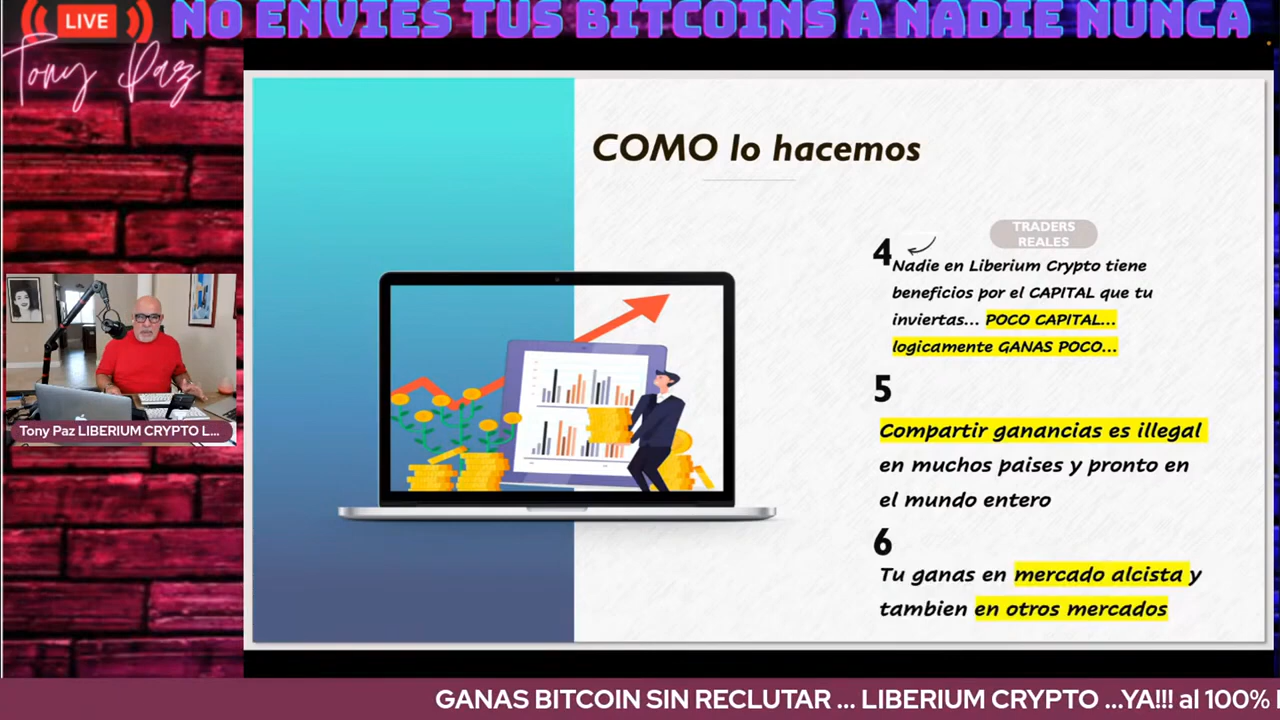 LIVE
NO ENVIES TUS BITCOINS A NADIE NUNCA
Tony Paz
COMO lo hacemos
TRADERS
REALES
4
Nadie en Liberium Crypto tiene
beneficios por el CAPITAL que tu
inviertas... POCO CAPITAL...
logicamente GANAS POCO...
5
Compartir ganancias es illegal
en muchos paises y pronto en
el mundo entero
6
Tu ganas en mercado alcista y
tambien en otros mercados
Tony Paz LIBERIUM CRYPTO L...
GANAS BITCOIN SIN RECLUTAR ... LIBERIUM CRYPTO ...YA!!! al 100%